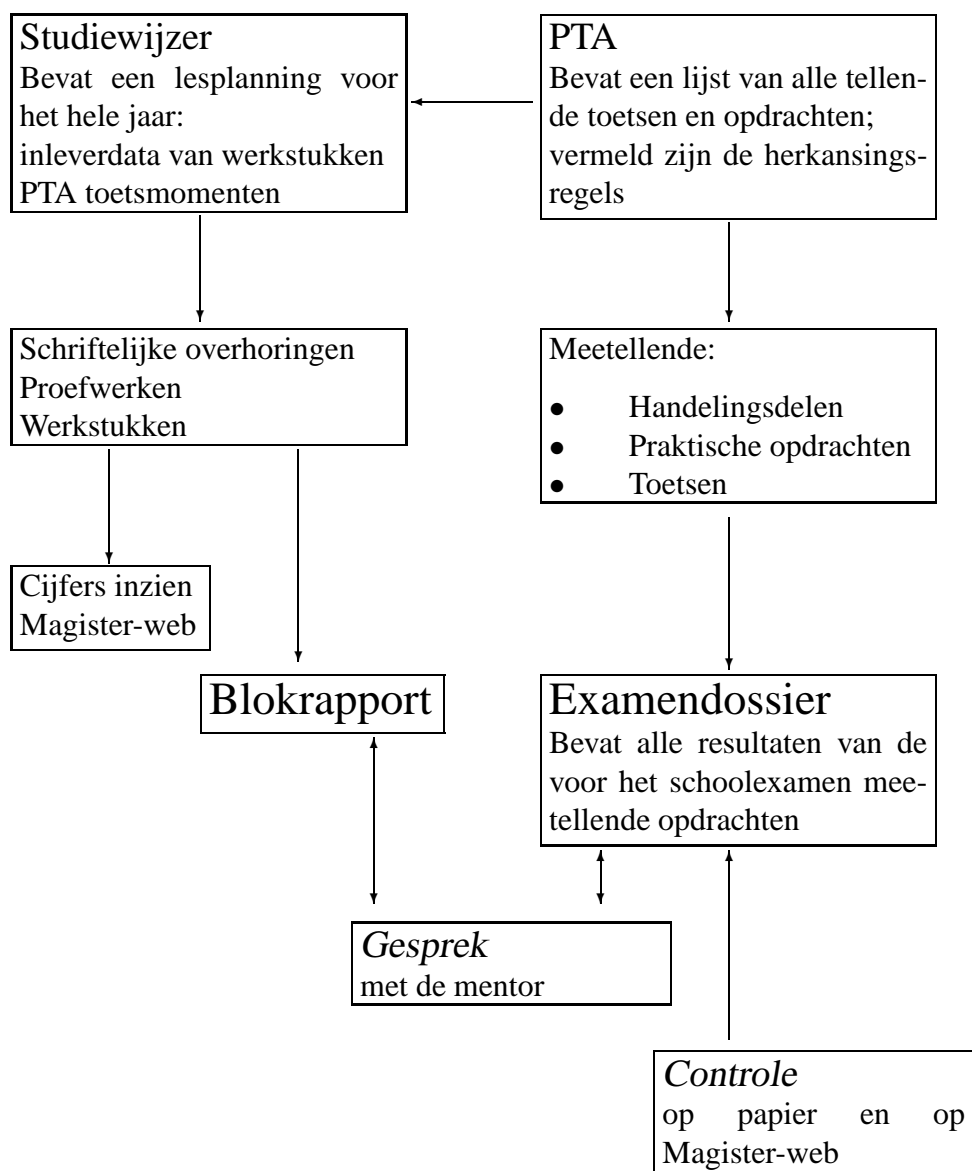 Studiewijzer
Bevat een lesplanning voor
het hele jaar:
inleverdata van werkstukken
PTA toetsmomenten
PTA
Bevat een lijst van alle tellen-
de toetsen en opdrachten;
vermeld zijn de herkansings-
regels
Schriftelijke overhoringen
Proefwerken
Werkstukken
Meetellende:
• Handelingsdelen
• Praktische opdrachten
• Toetsen
Cijfers inzien
Magister-web
Blokrapport
Examendossier
Bevat alle resultaten van de
voor het schoolexamen mee-
tellende opdrachten
Gesprek
met de mentor
Controle
op papier en op
Magister-web